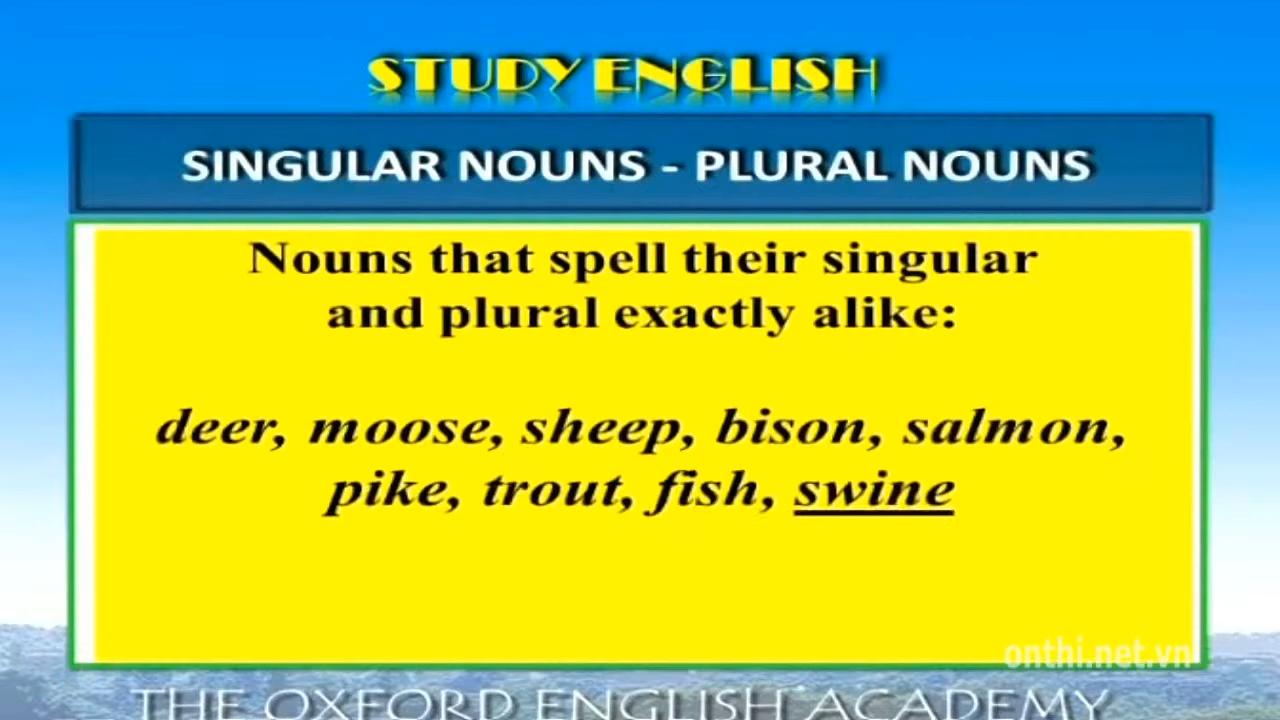 STUDY ENGLISH
SINGULAR NOUNS - PLURAL NOUNS
Nouns that spell their singular
and plural exactly alike:
deer, moose, sheep, bison, salmon,
pike, trout, fish, swine
onthi.net.vn
THE OXFORD ENGLISH ACADEMY